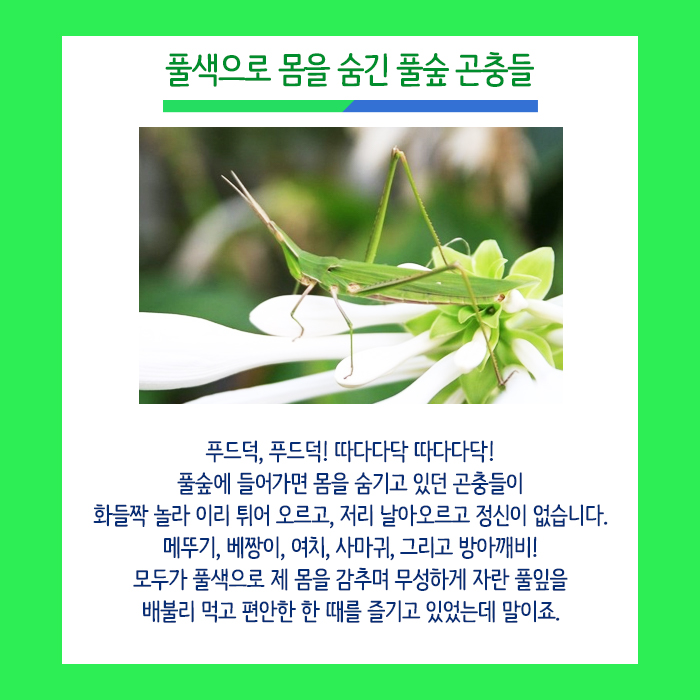 풀색으로 몸을 숨긴 풀숲 곤충들
푸드덕, 푸드덕! 따다다닥 따다다닥!
풀숲에 들어가면 몸을 숨기고 있던 곤충들이
화들짝 놀라 이리 튀어 오르고, 저리 날아오르고 정신이 없습니다.
메뚜기, 베짱이, 여치, 사마귀, 그리고 방아깨비!
모두가 풀색으로 제 몸을 감추며 무성하게 자란 풀잎을
배불리 먹고 편안한 한 때를 즐기고 있었는데 말이죠.